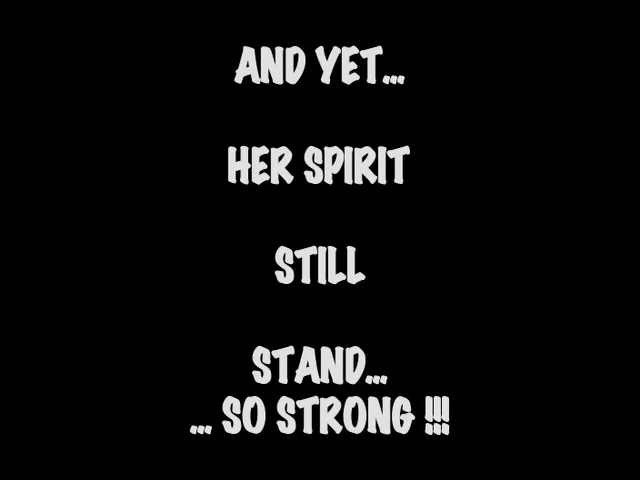 AND YET...
HER SPIRIT
STILL
STAND...
... SO STRONG !!!